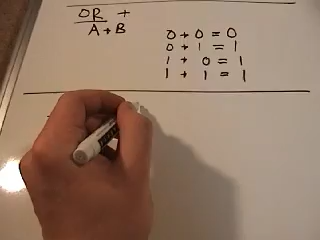 OR +
A + B
0 + 0 = 0
0 + 1 = 1
1 + 0 = 1
1 + 1 = 1